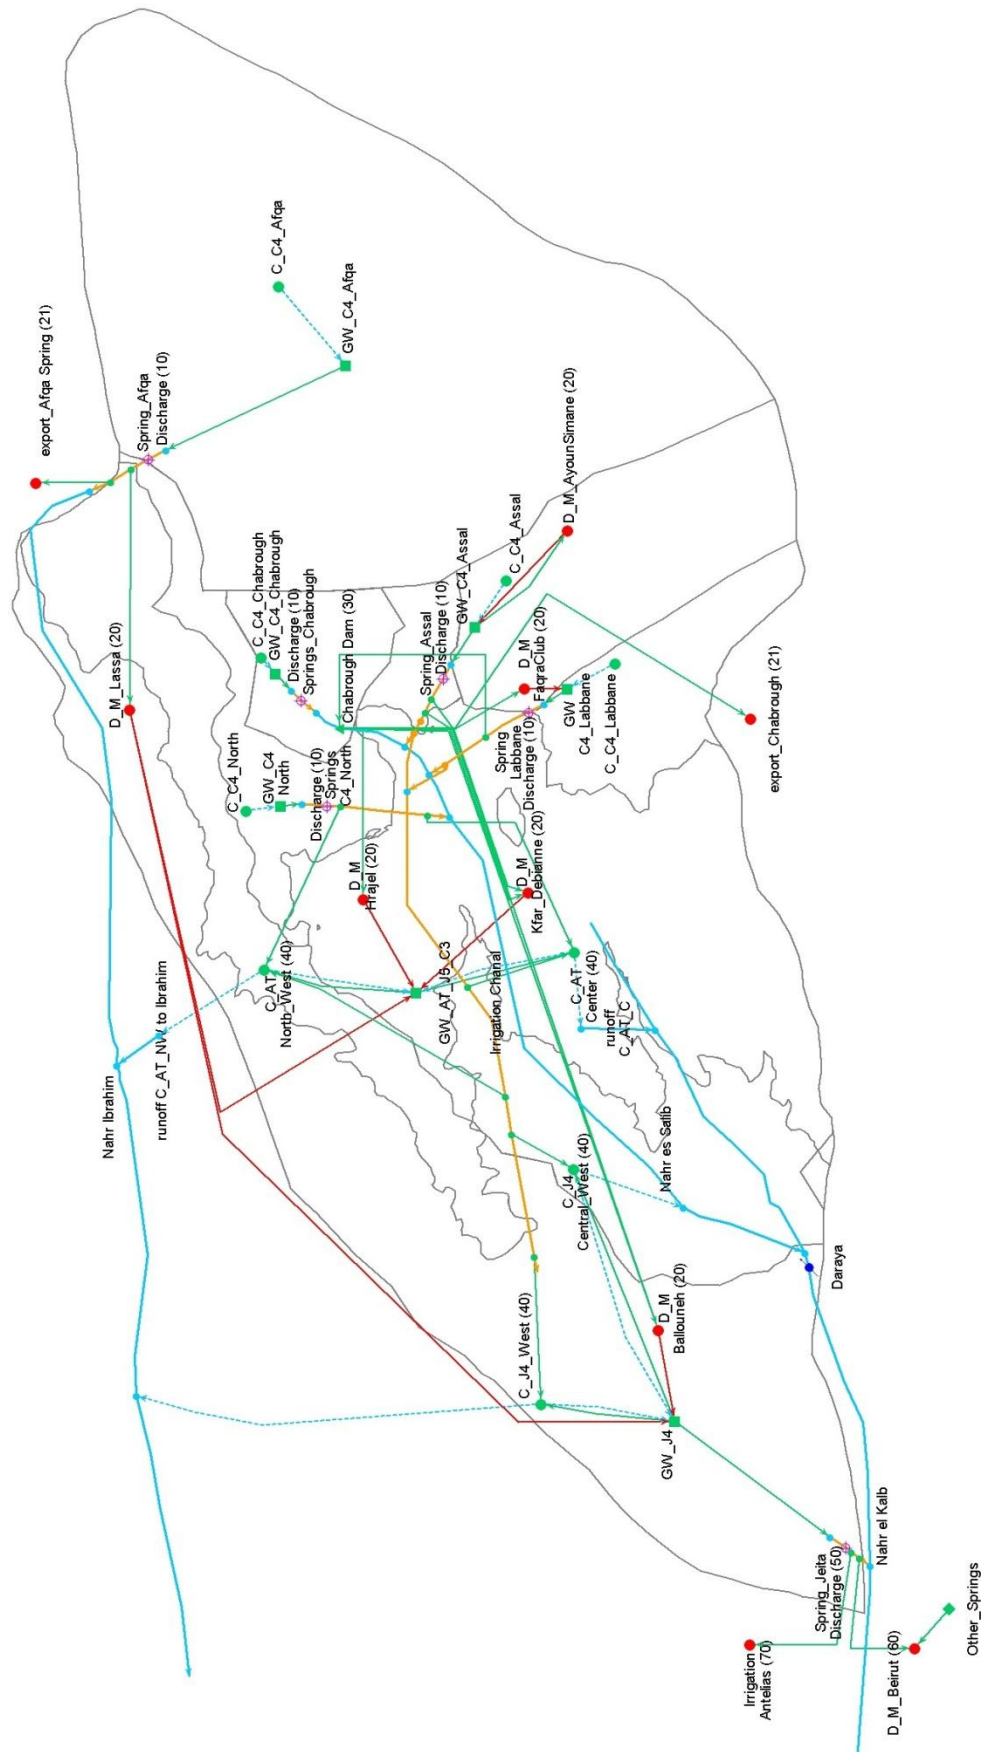 export_Afqa Spring (21)
Spring_Afqa
Discharge (10)
C_C4_Afqa
GW_C4_Afqa
D_M_Lassa (20)
C_C4_Chabrough
GW_C4_Chabrough
Discharge (10)
Springs_Chabrough
Chabrough Dam (30)
C_C4_North
GW_C4
North
Discharge (10)
Springs
C4_North
Spring_Assal
Discharge (10)
GW_C4_Assal
C_C4_Assal
D_M_AyounSimane (20)
D_M
FaqraClub (20)
GW
C4_Labbane
C_C4_Labbane
Spring
Labbane
Discharge (10)
export_Chabrough (21)
D_M
Hrajel (20)
D_M
Kfar_Debianne (20)
C_AT
North_West (40)
GW_AT_J5_C3
Irrigation Chanal
C_AT
Center (40)
runoff
C_AT_C
Nahr Ibrahim
runoff C_AT_NW to Ibrahim
C_J4
Central_West (40)
Nahr es Salib
Daraya
D_M
Ballouneh (20)
C_J4_West (40)
GW_J4
Nahr el Kalb
Spring_Jeita
Discharge (50)
Irrigation
Antelias (70)
D_M_Beirut (60)
Other_Springs